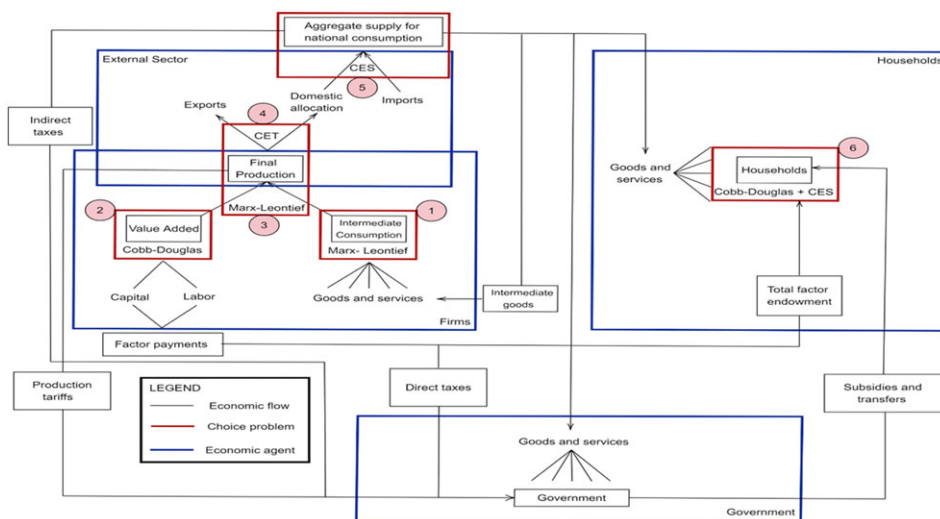 Aggregate supply for
national consumption
External Sector
CES
5
Households
Indirect
taxes
Exports
4
Domestic
allocation
Imports
CET
Final
Production
6
Goods and
services
Households
Cobb-Douglas + CES
2
Marx-Leontief
3
1
Value Added
Cobb-Douglas
Intermediate
Consumption
Marx- Leontief
Capital
Labor
Goods and services
Intermediate
goods
Total factor
endowment
Firms
Factor payments
Production
tariffs
LEGEND
Economic flow
Choice problem
Economic agent
Direct taxes
Subsidies and
transfers
Goods and services
Government
Government